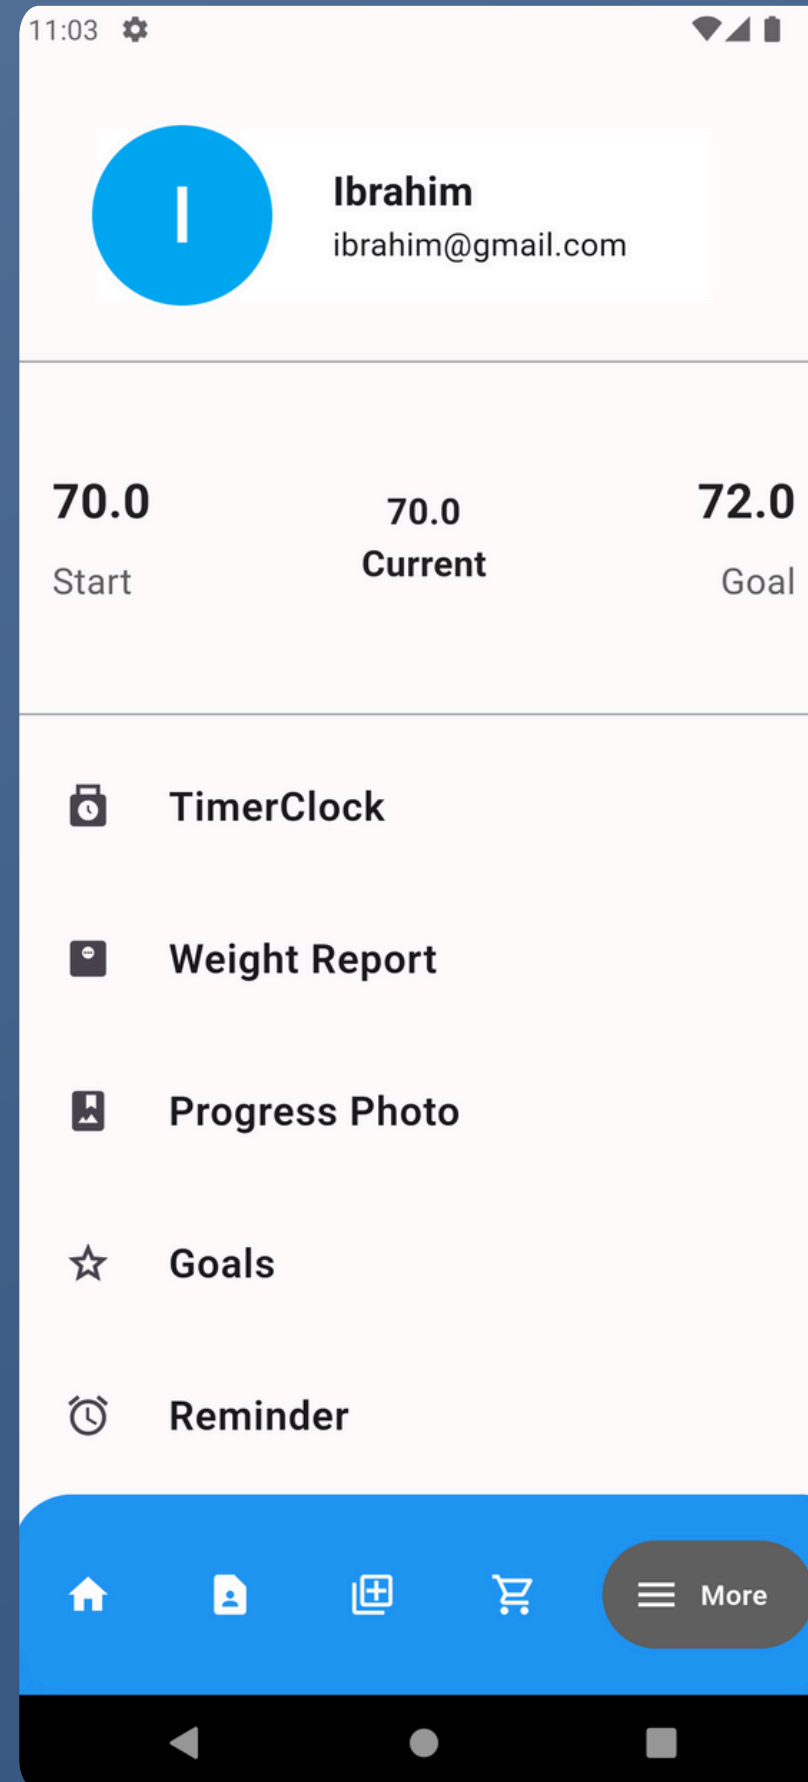 11:03
I
Ibrahim
ibrahim@gmail.com
70.0
Start
70.0
Current
72.0
Goal
TimerClock
Weight Report
Progress Photo
Goals
Reminder
More